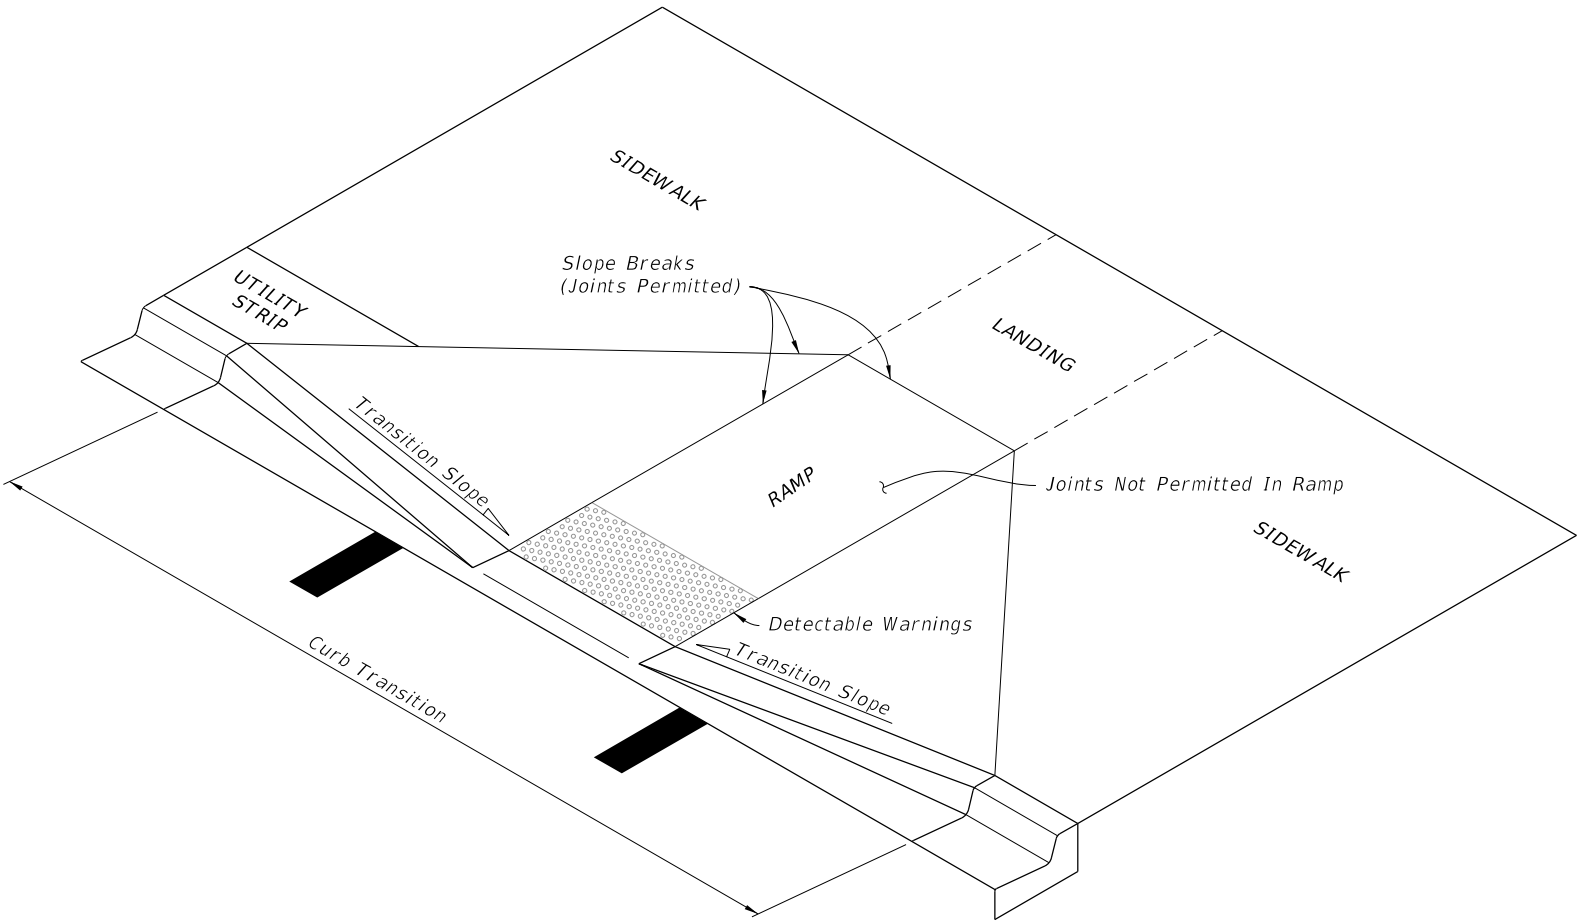 SIDEWALK
Slope Breaks
(Joints Permitted)
UTILITY
STRIP
LANDING
Transition Slope
RAMP
Joints Not Permitted In Ramp
SIDEWALK
Detectable Warnings
Transition Slope
Curb Transition